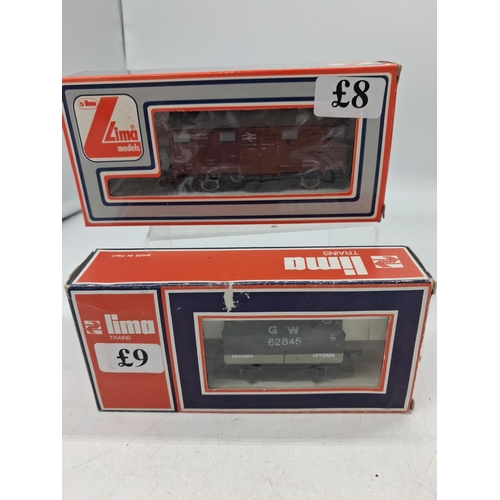 Lima
models
£8
MADE IN ITALY
lima
TRAINS
lima
TRAINS
£9
G W
62845